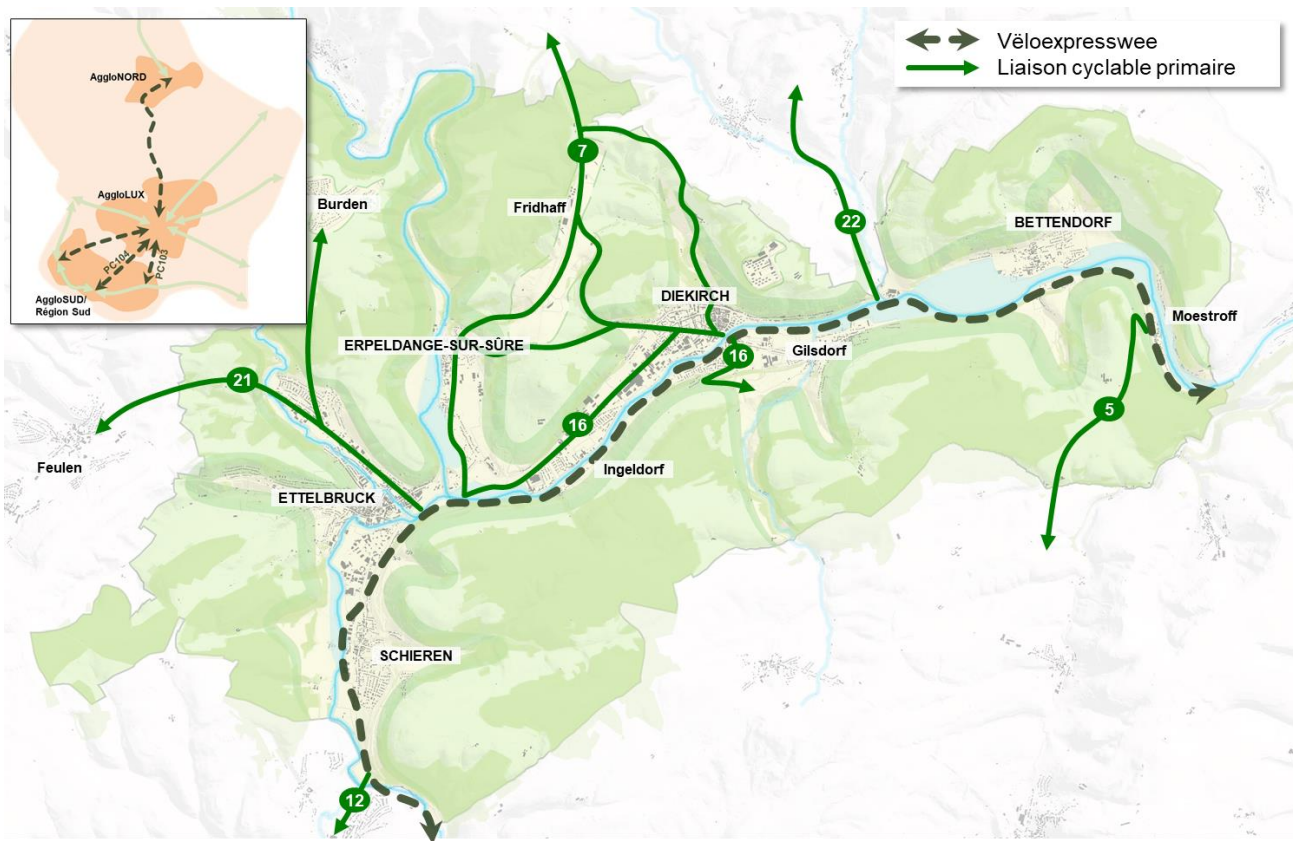 AggloNORD
AggloLUX
PC104
PC103
AggloSUD/
Région Sud
Vëloexpresswee
Liaison cyclable primaire
7
Burden
Fridhaff
22
BETTENDORF
DIEKIRCH
Moestroff
ERPELDANGE-SUR-SÛRE
16
Gilsdorf
21
5
16
Feulen
Ingeldorf
ETTELBRUCK
SCHIEREN
12